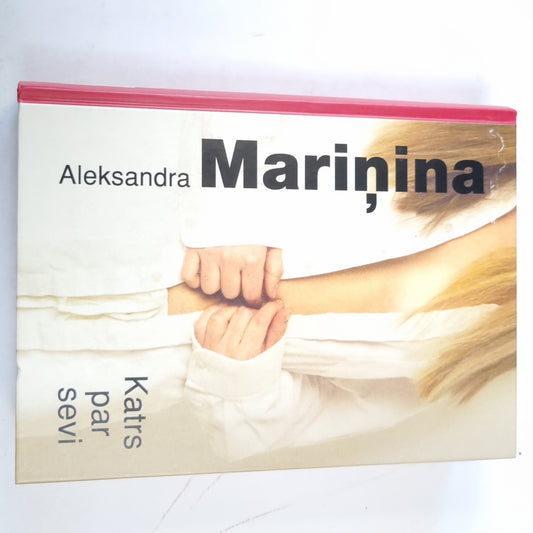 Aleksandra Mariņina
Katrs
par
sevi